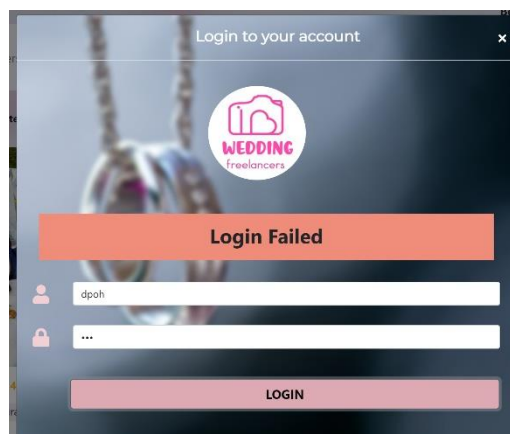 Login to your account
×
WEDDING
freelancers
Login Failed
dpoh
•••
LOGIN